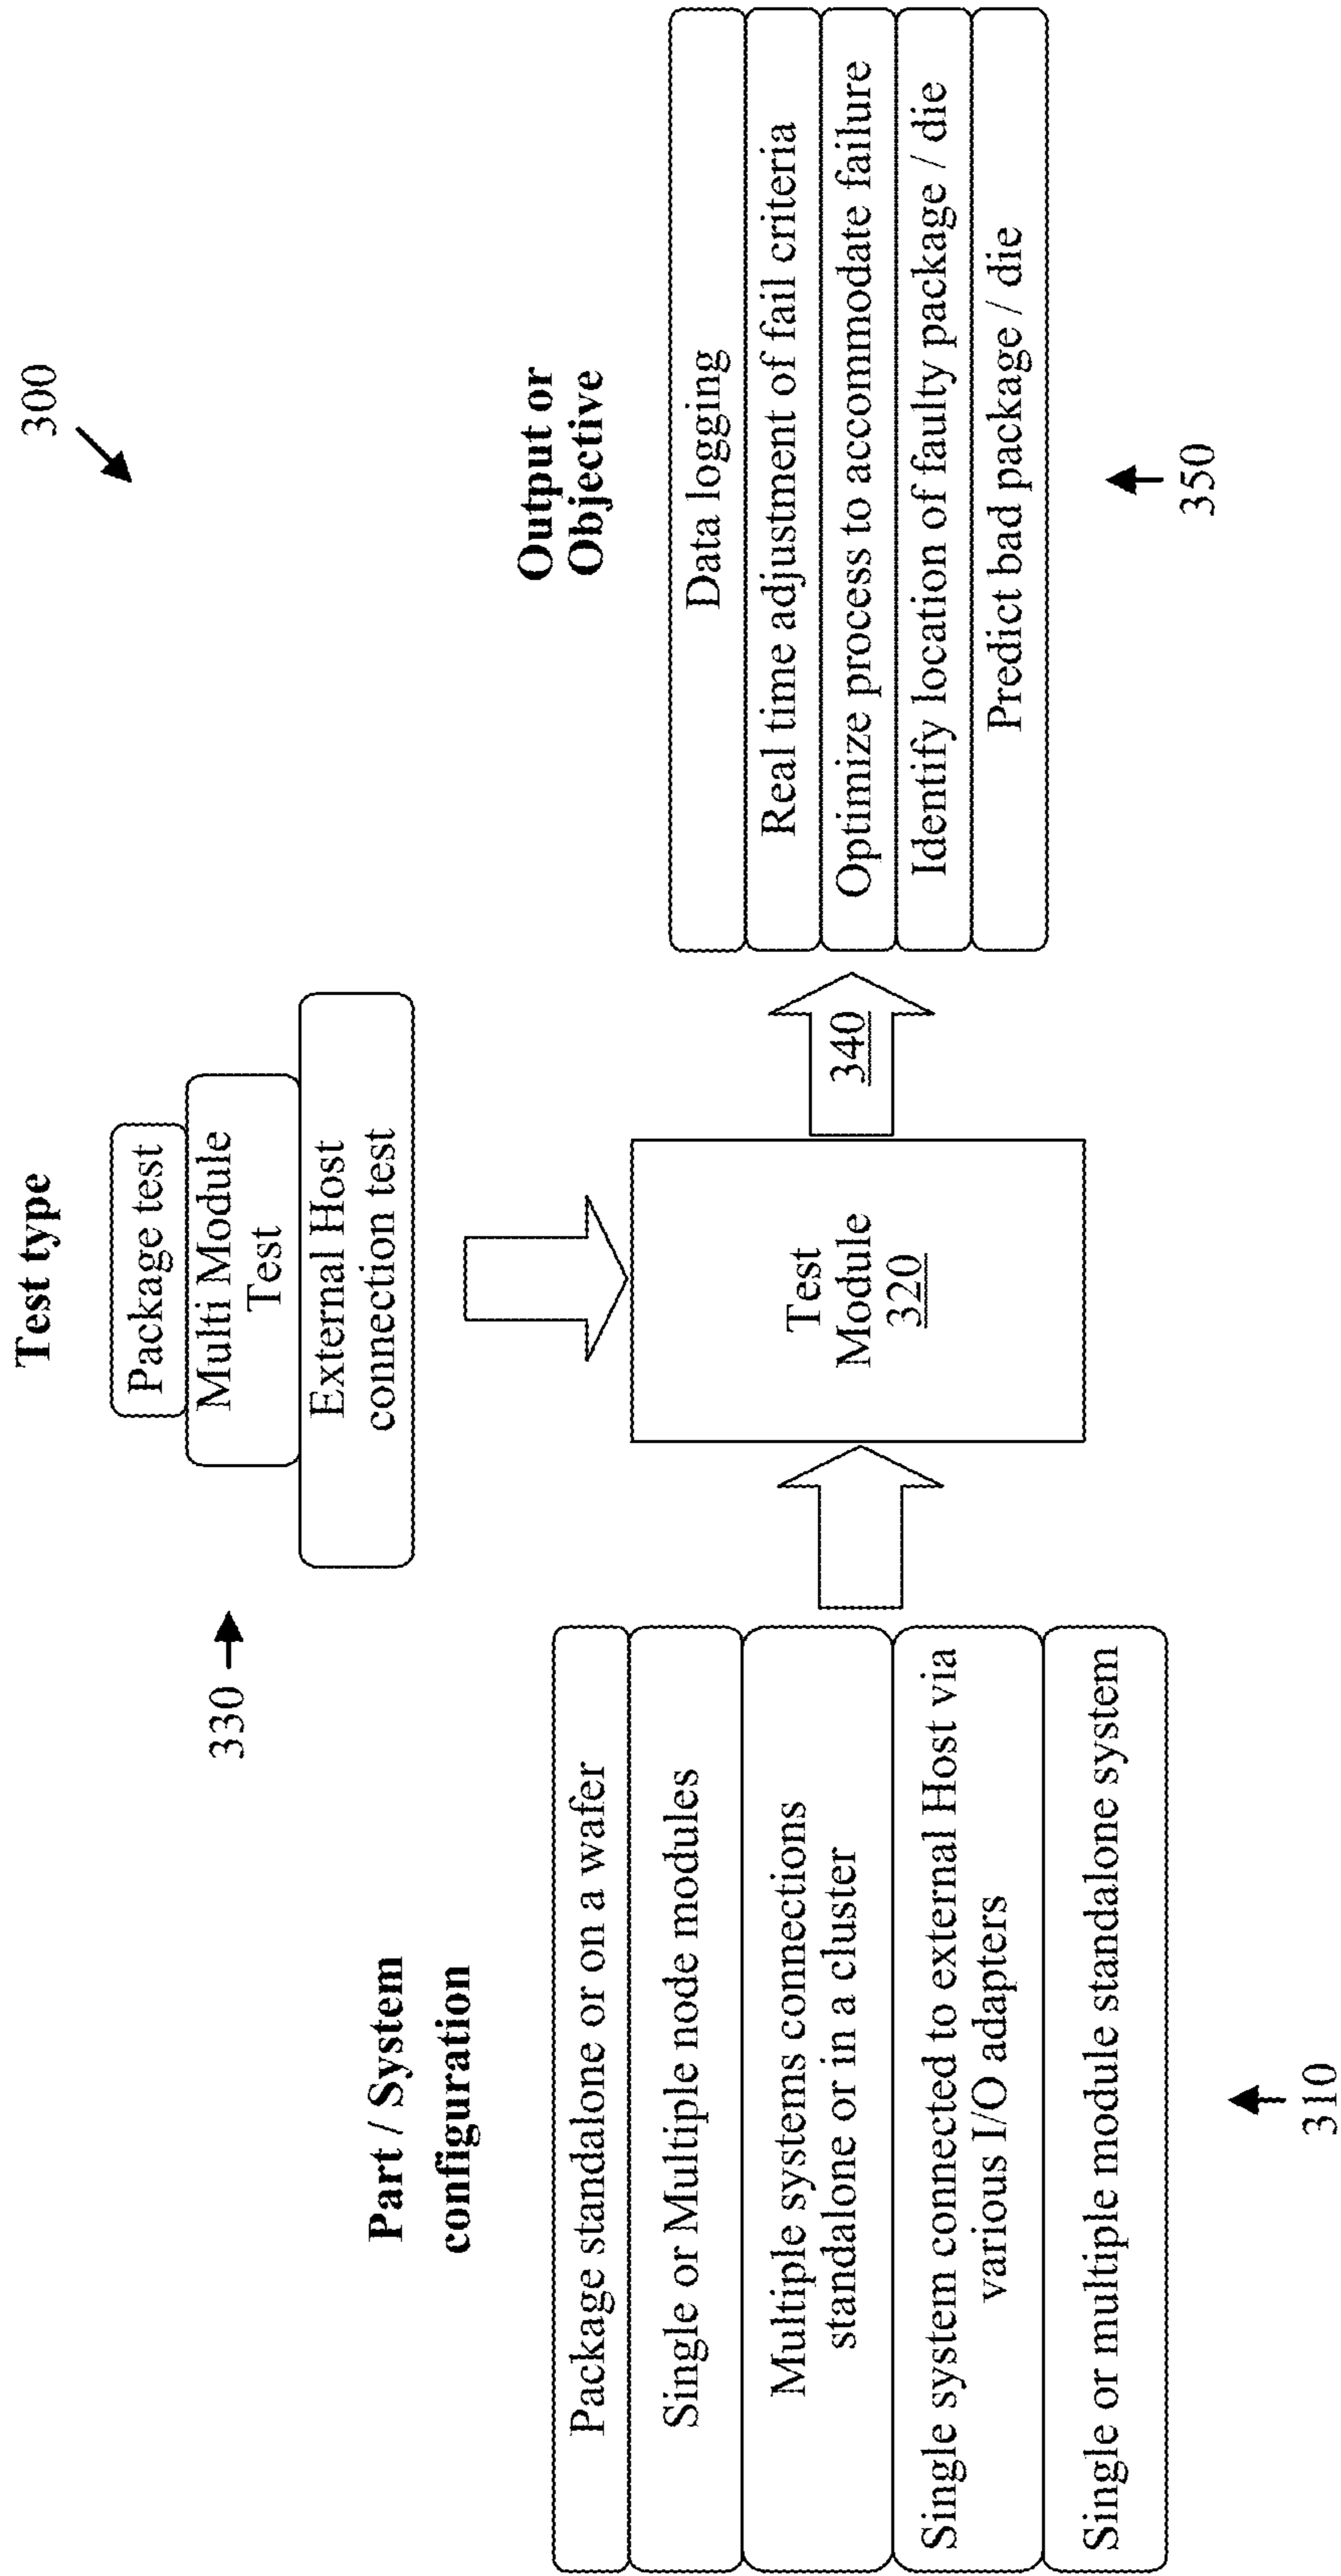 300
Test type
Package test
Multi Module
Test
External Host
connection test
330
Part / System
configuration
Package standalone or on a wafer
Single or Multiple node modules
Multiple systems connections
standalone or in a cluster
Single system connected to external Host via
various I/O adapters
Single or multiple module standalone system
310
Test
Module
320
340
Output or
Objective
Data logging
Real time adjustment of fail criteria
Optimize process to accommodate failure
Identify location of faulty package / die
Predict bad package / die
350